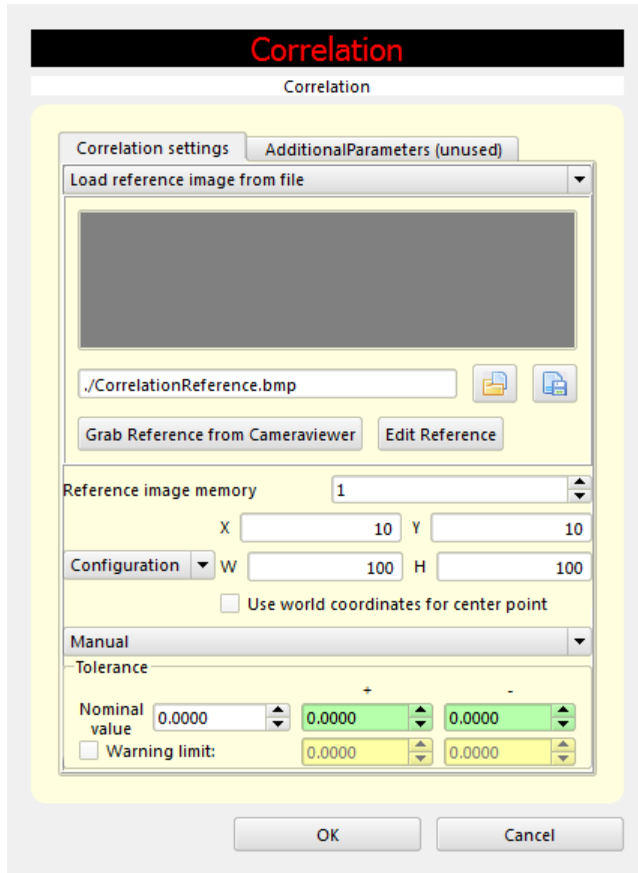 Correlation
Correlation
Correlation settings AdditionalParameters (unused)
Load reference image from file
./CorrelationReference.bmp
Grab Reference from Cameraviewer Edit Reference
Reference image memory 1
X 10 Y 10
Configuration W 100 H 100
Use world coordinates for center point
Manual
Tolerance
+ -
Nominal value 0.0000 0.0000 0.0000
Warning limit: 0.0000 0.0000
OK Cancel